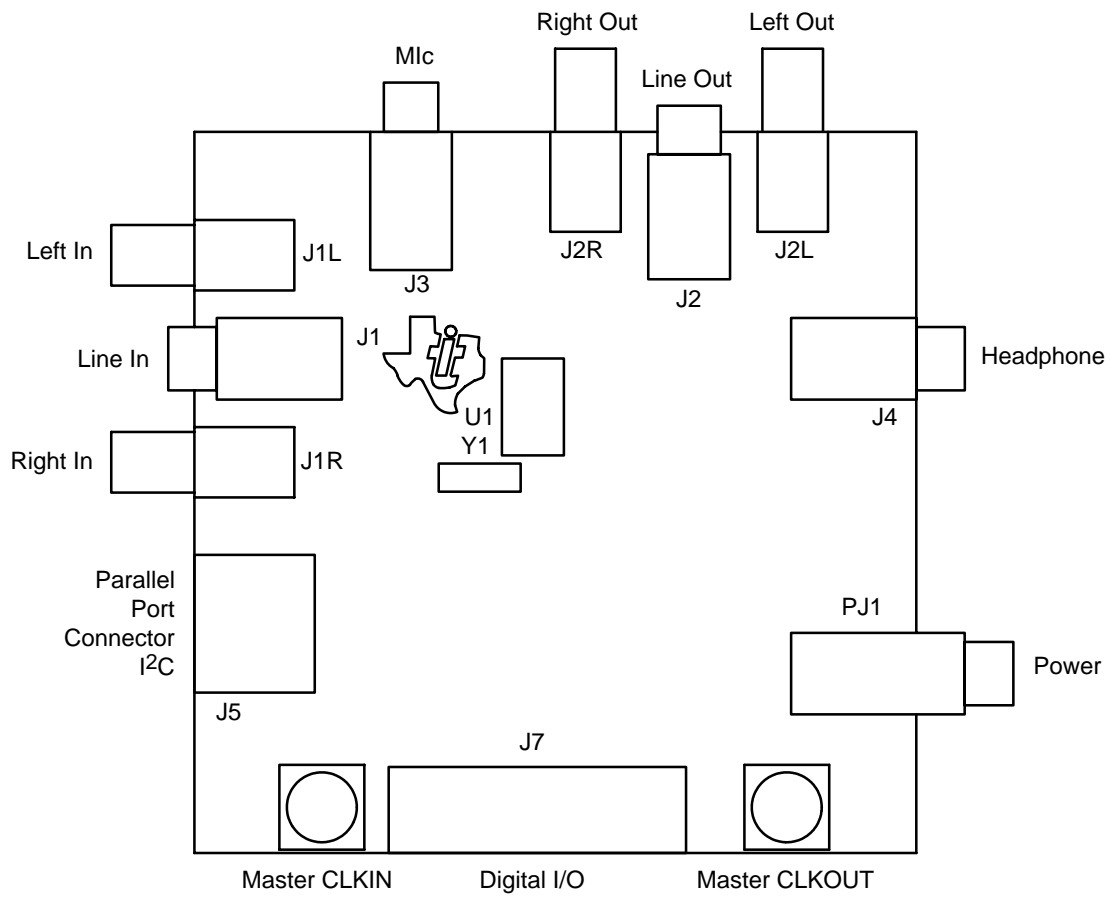 Right Out
Left Out
MIc
Line Out
Left In
J1L
J3
J2R
J2
J2L
Line In
J1
Headphone
J4
U1
Y1
Right In
J1R
Parallel
Port
Connector
I²C
J5
PJ1
Power
J7
Master CLKIN
Digital I/O
Master CLKOUT